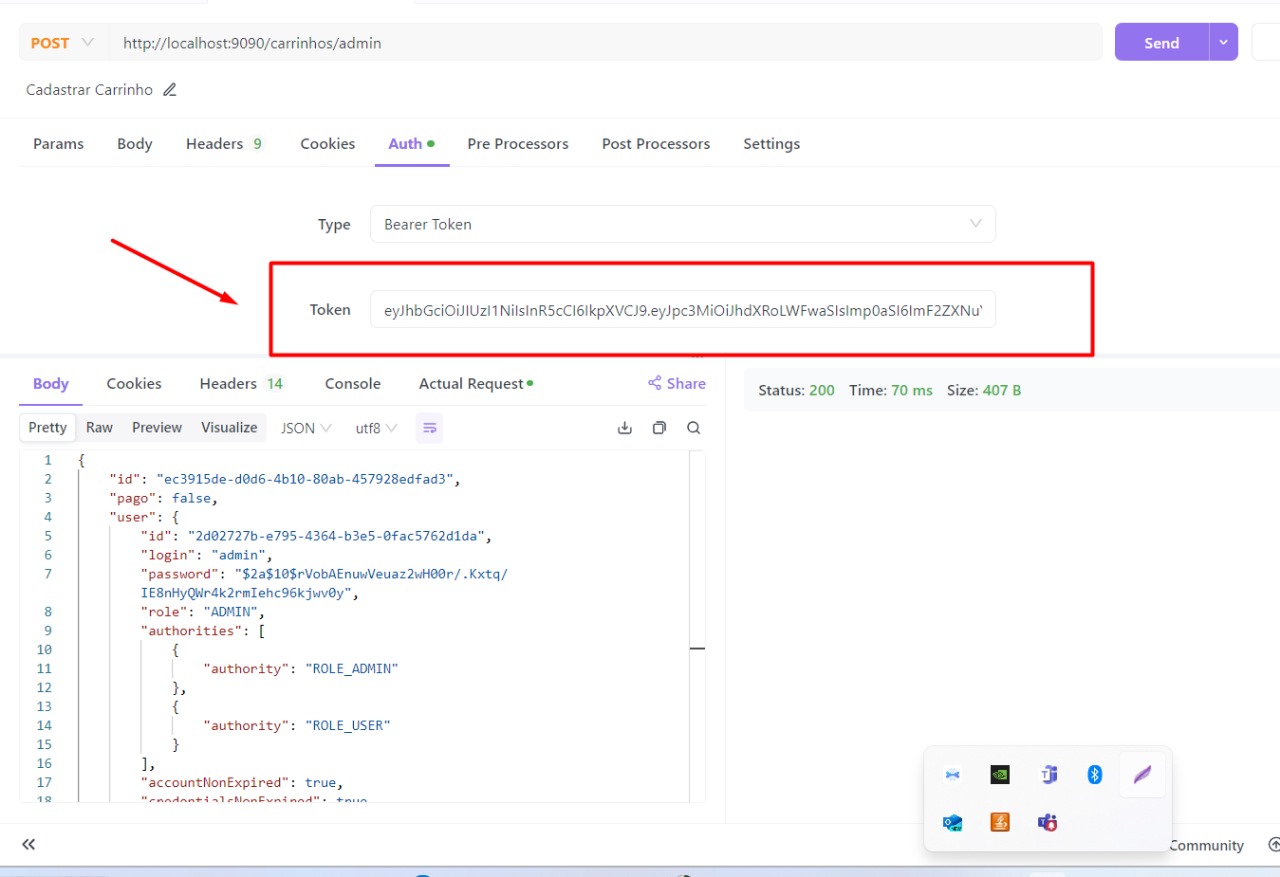 POST http://localhost:9090/carrinhos/admin Send
Cadastrar Carrinho
Params Body Headers 9 Cookies Auth Pre Processors Post Processors Settings
Type Bearer Token
Token
Body Cookies Headers 14 Console Actual Request Share
Status: 200 Time: 70 ms Size: 407 B
Pretty Raw Preview Visualize JSON utf8
1 {
2 "id": "ec3915de-d0d6-4b10-80ab-457928edfad3",
3 "pago": false,
4 "user": {
5 "id": "2d02727b-e795-4364-b3e5-0fac5762d1da",
6 "login": "admin",
7 "password": "$2a$10$rVobAEnuwVeuaz2wH00r/.Kxtq/
IE8nHyQWr4k2rmIehc96kjwv0y",
8 "role": "ADMIN",
9 "authorities": [
10 {
11 "authority": "ROLE_ADMIN"
12 },
13 {
14 "authority": "ROLE_USER"
15 }
16 ],
17 "accountNonExpired": true,
18 "credentialsNonExpired": true
Community